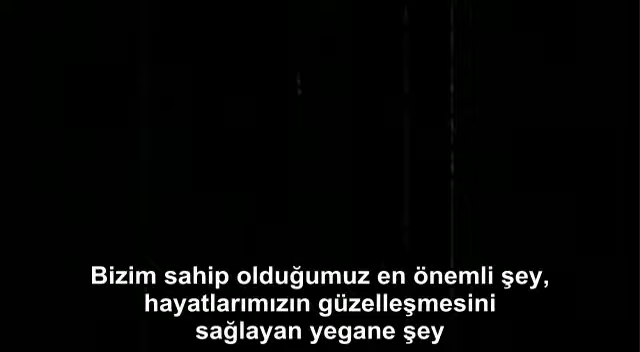 Bizim sahip olduğumuz en önemli şey,
hayatlarımızın güzelleşmesini
sağlayan yegane şey